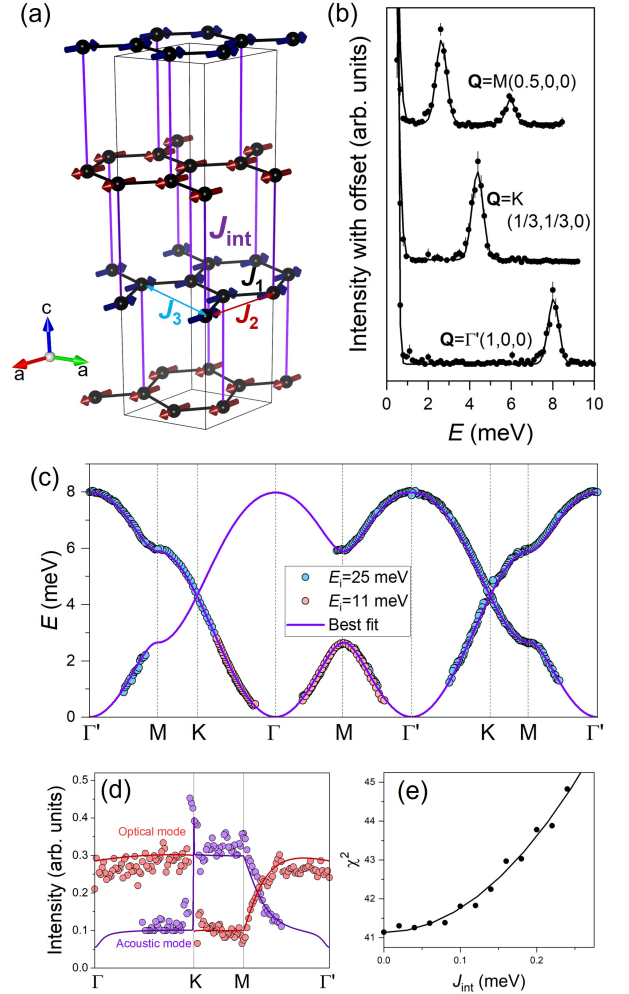 (a)
J_int
J_1
J_3
J_2
c
a
a
(b)
Intensity with offset (arb. units)
Q=M(0.5,0,0)
Q=K
(1/3,1/3,0)
Q=Γ'(1,0,0)
2 4 6 8 10
E (meV)
(c)
8
6
4
2
0
E (meV)
E_i=25 meV
E_i=11 meV
Best fit
Γ' M K Γ M Γ' K M Γ'
(d)
0.5
0.4
0.3
0.2
0.1
0.0
Intensity (arb. units)
Optical mode
Acoustic mode
Γ K M Γ'
(e)
45
44
43
42
41
χ²
0.0 0.1 0.2
J_int (meV)